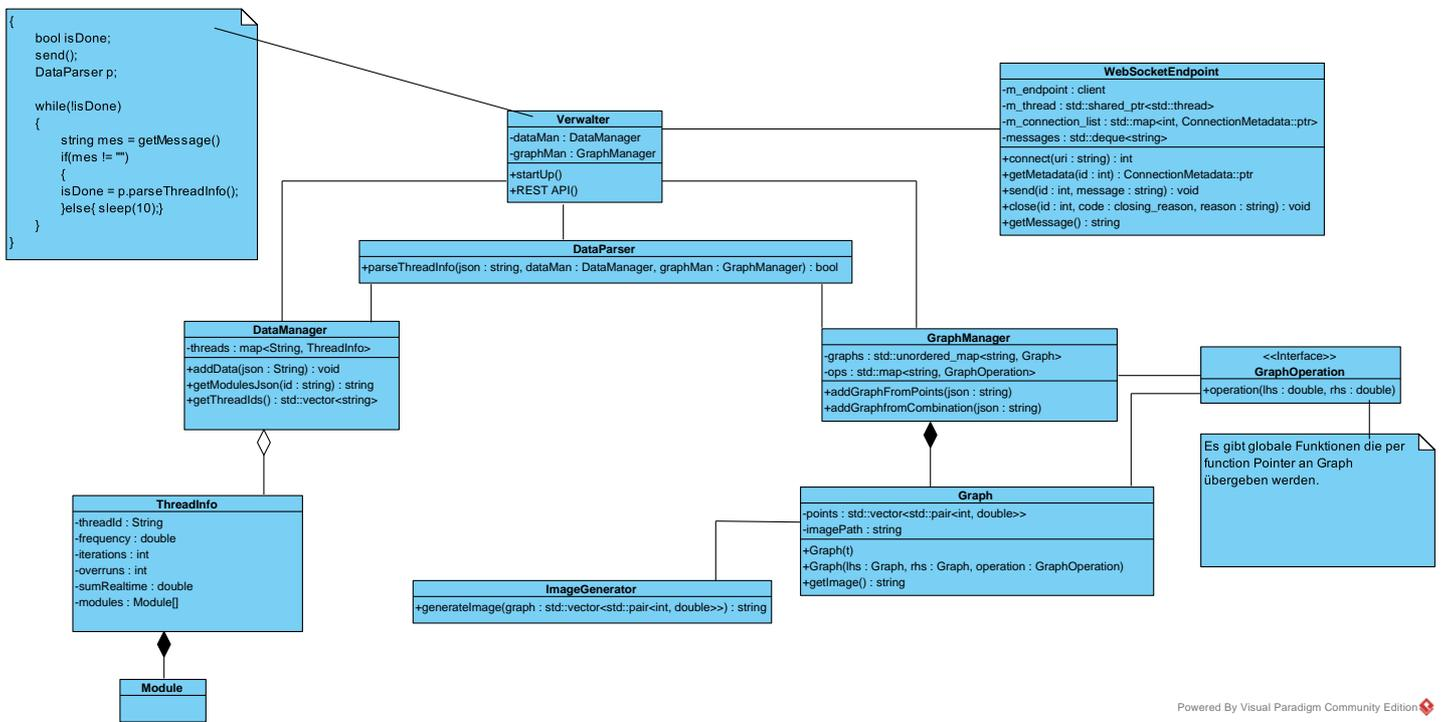 {
bool isDone;
send();
DataParser p;
while(!isDone)
{
string mes = getMessage()
if(mes != "")
{
isDone = p.parseThreadInfo();
}else{ sleep(10);}
}
}
Verwalter
-dataMan : DataManager
-graphMan : GraphManager
+startUp()
+REST API()
WebSocketEndpoint
-m_endpoint : client
-m_thread : std::shared_ptr<std::thread>
-m_connection_list : std::map<int, ConnectionMetadata::ptr>
-messages : std::deque<string>
+connect(uri : string) : int
+getMetadata(id : int) : ConnectionMetadata::ptr
+send(id : int, message : string) : void
+close(id : int, code : closing_reason, reason : string) : void
+getMessage() : string
DataParser
+parseThreadInfo(json : string, dataMan : DataManager, graphMan : GraphManager) : bool
DataManager
-threads : map<String, ThreadInfo>
+addData(json : String) : void
+getModulesJson(id : string) : string
+getThreadIds() : std::vector<string>
GraphManager
-graphs : std::unordered_map<string, Graph>
-ops : std::map<string, GraphOperation>
+addGraphFromPoints(json : string)
+addGraphfromCombination(json : string)
<<Interface>>
GraphOperation
+operation(lhs : double, rhs : double)
Es gibt globale Funktionen die per
function Pointer an Graph
übergeben werden.
ThreadInfo
-threadId : String
-frequency : double
-iterations : int
-overruns : int
-sumRealtime : double
-modules : Module[]
Graph
-points : std::vector<std::pair<int, double>>
-imagePath : string
+Graph(t)
+Graph(lhs : Graph, rhs : Graph, operation : GraphOperation)
+getImage() : string
ImageGenerator
+generateImage(graph : std::vector<std::pair<int, double>>) : string
Module
Powered By Visual Paradigm Community Edition